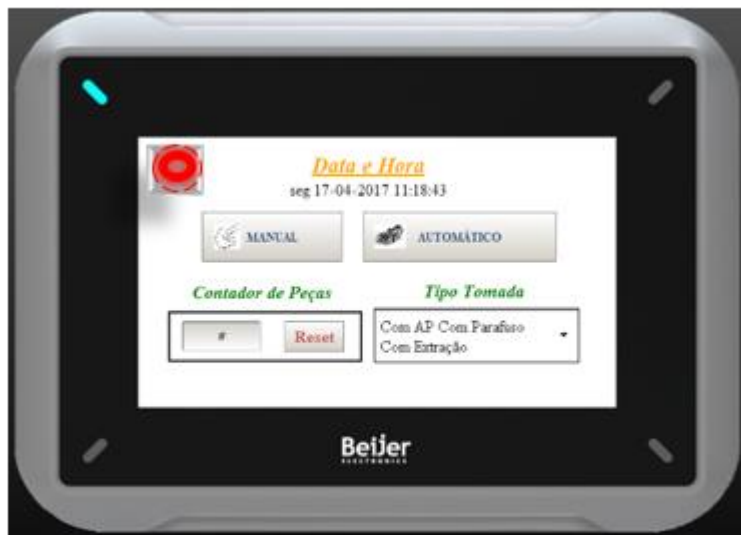 Data e Hora
seg 17-04-2017 11:18:43
MANUAL
AUTOMÁTICO
Contador de Peças
Tipo Tomada
#
Reset
Com AP Com Parafuso
Com Extração
Beijer
ELECTRONICS